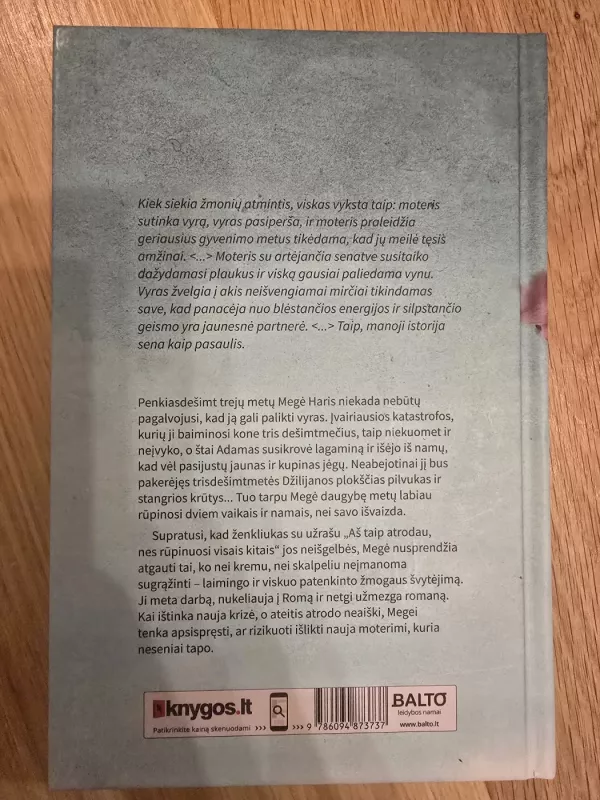 Kiek siekia žmonių atmintis, viskas vyksta taip: moteris
sutinka vyrą, vyras pasiperša, ir moteris praleidžia
geriausius gyvenimo metus tikėdama, kad jų meilė tęsis
amžinai. <...> Moteris su artėjančia senatve susitaiko
dažydamasi plaukus ir viską gausiai paliedama vynu.
Vyras žvelgia į akis neišvengiamai mirčiai tikindamas
save, kad panacėja nuo blėstančios energijos ir silpstančio
geismo yra jaunesnė partnerė. <...> Taip, manoji istorija
sena kaip pasaulis.
Penkiasdešimt trejų metų Megė Haris niekada nebūtų
pagalvojusi, kad ją gali palikti vyras. Įvairiausios katastrofos,
kurių ji baiminosi kone tris dešimtmečius, taip niekuomet ir
neįvyko, o štai Adamas susikrovė lagaminą ir išėjo iš namų,
kad vėl pasijustų jaunas ir kupinas jėgų. Neabejotinai jį bus
pakerėjęs trisdešimtmetės Džilijanos plokščias pilvukas ir
stangrios krūtys... Tuo tarpu Megė daugybę metų labiau
rūpinosi dviem vaikais ir namais, nei savo išvaizda.
Supratusi, kad ženkliukas su užrašu „Aš taip atrodau,
nes rūpinuosi visais kitais“ jos neišgelbės, Megė nusprendžia
atgauti tai, ko nei kremu, nei skalpeliu neįmanoma
sugrąžinti – laimingo ir viskuo patenkinto žmogaus švytėjimą.
Ji meta darbą, nukeliauja į Romą ir netgi užmezga romaną.
Kai ištinka nauja krizė, o ateitis atrodo neaiški, Megei
tenka apsispręsti, ar rizikuoti išlikti nauja moterimi, kuria
neseniai tapo.
knygos.lt
Patikrinkite kainą skenuodami >>> >>> 9 786094 873737
BALTO
leidybos namai
www.balto.lt